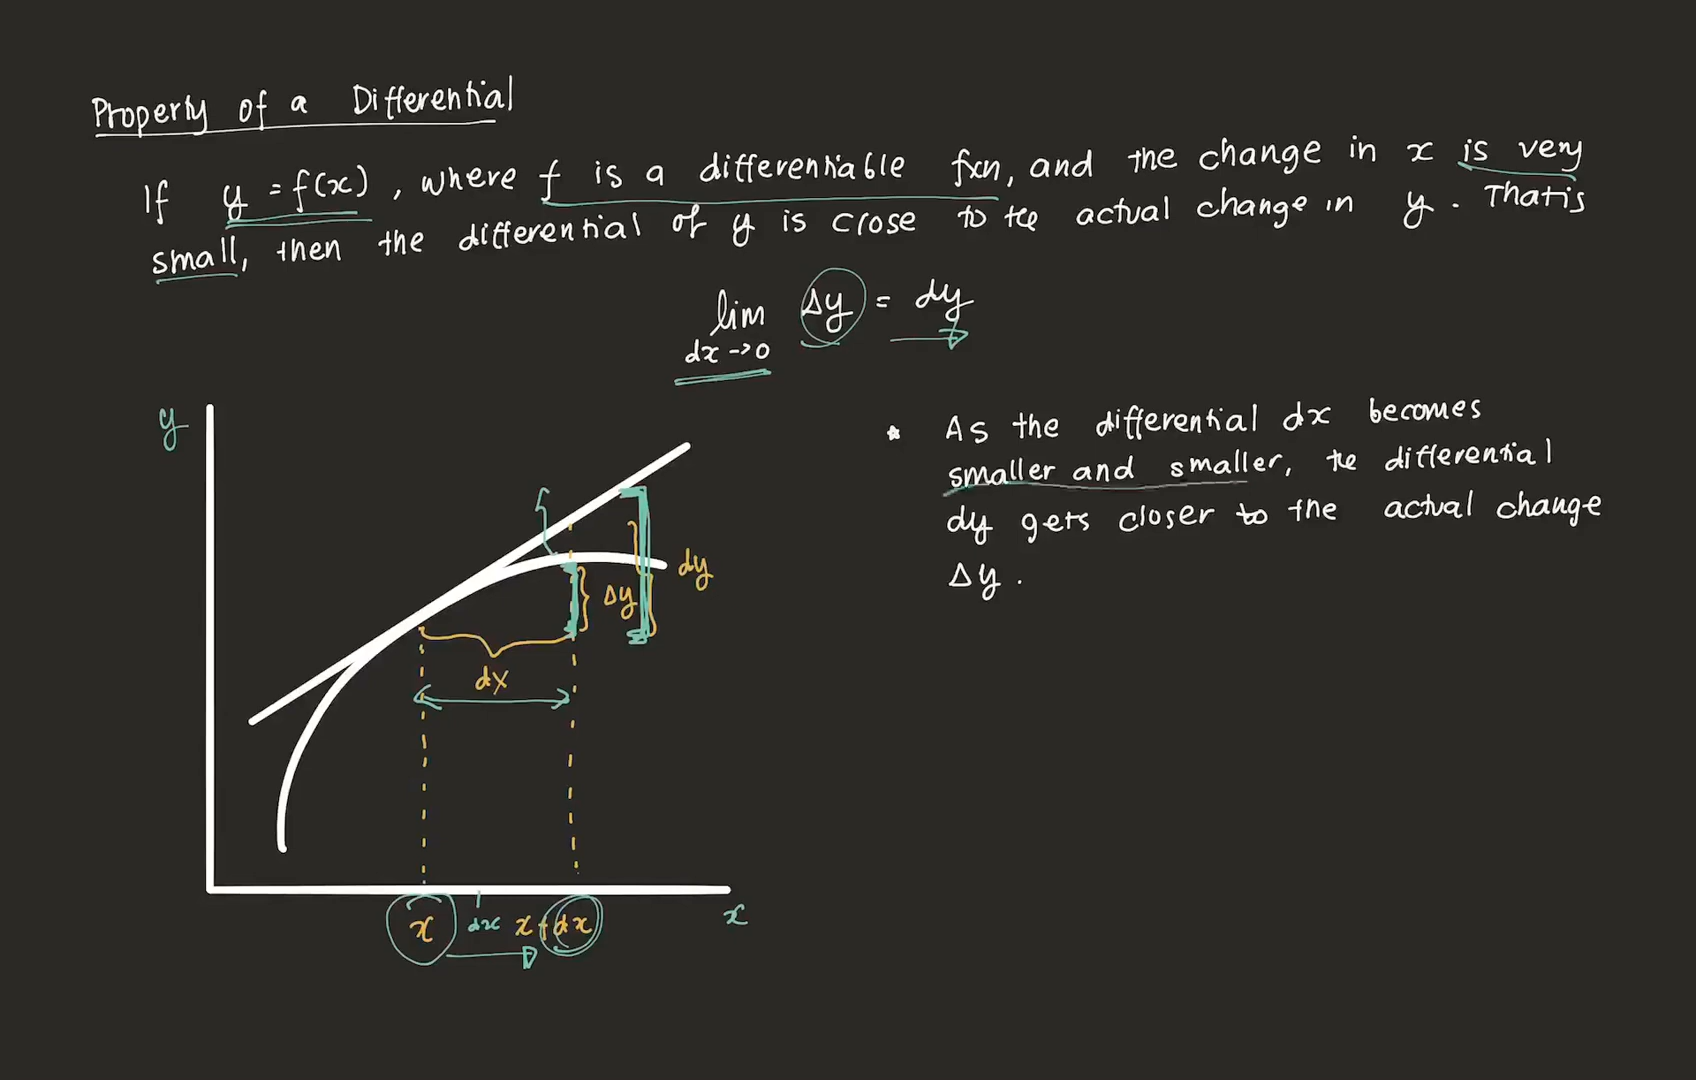 Property of a Differential
If y = f(x) , where f is a differentiable fxn, and the change in x is very
small, then the differential of y is close to the actual change in y . That is
lim Δy = dy
dx → 0
y
* As the differential dx becomes
smaller and smaller, the differential
dy gets closer to the actual change
Δy .
dy
Δy
dx
x dx x + dx
x